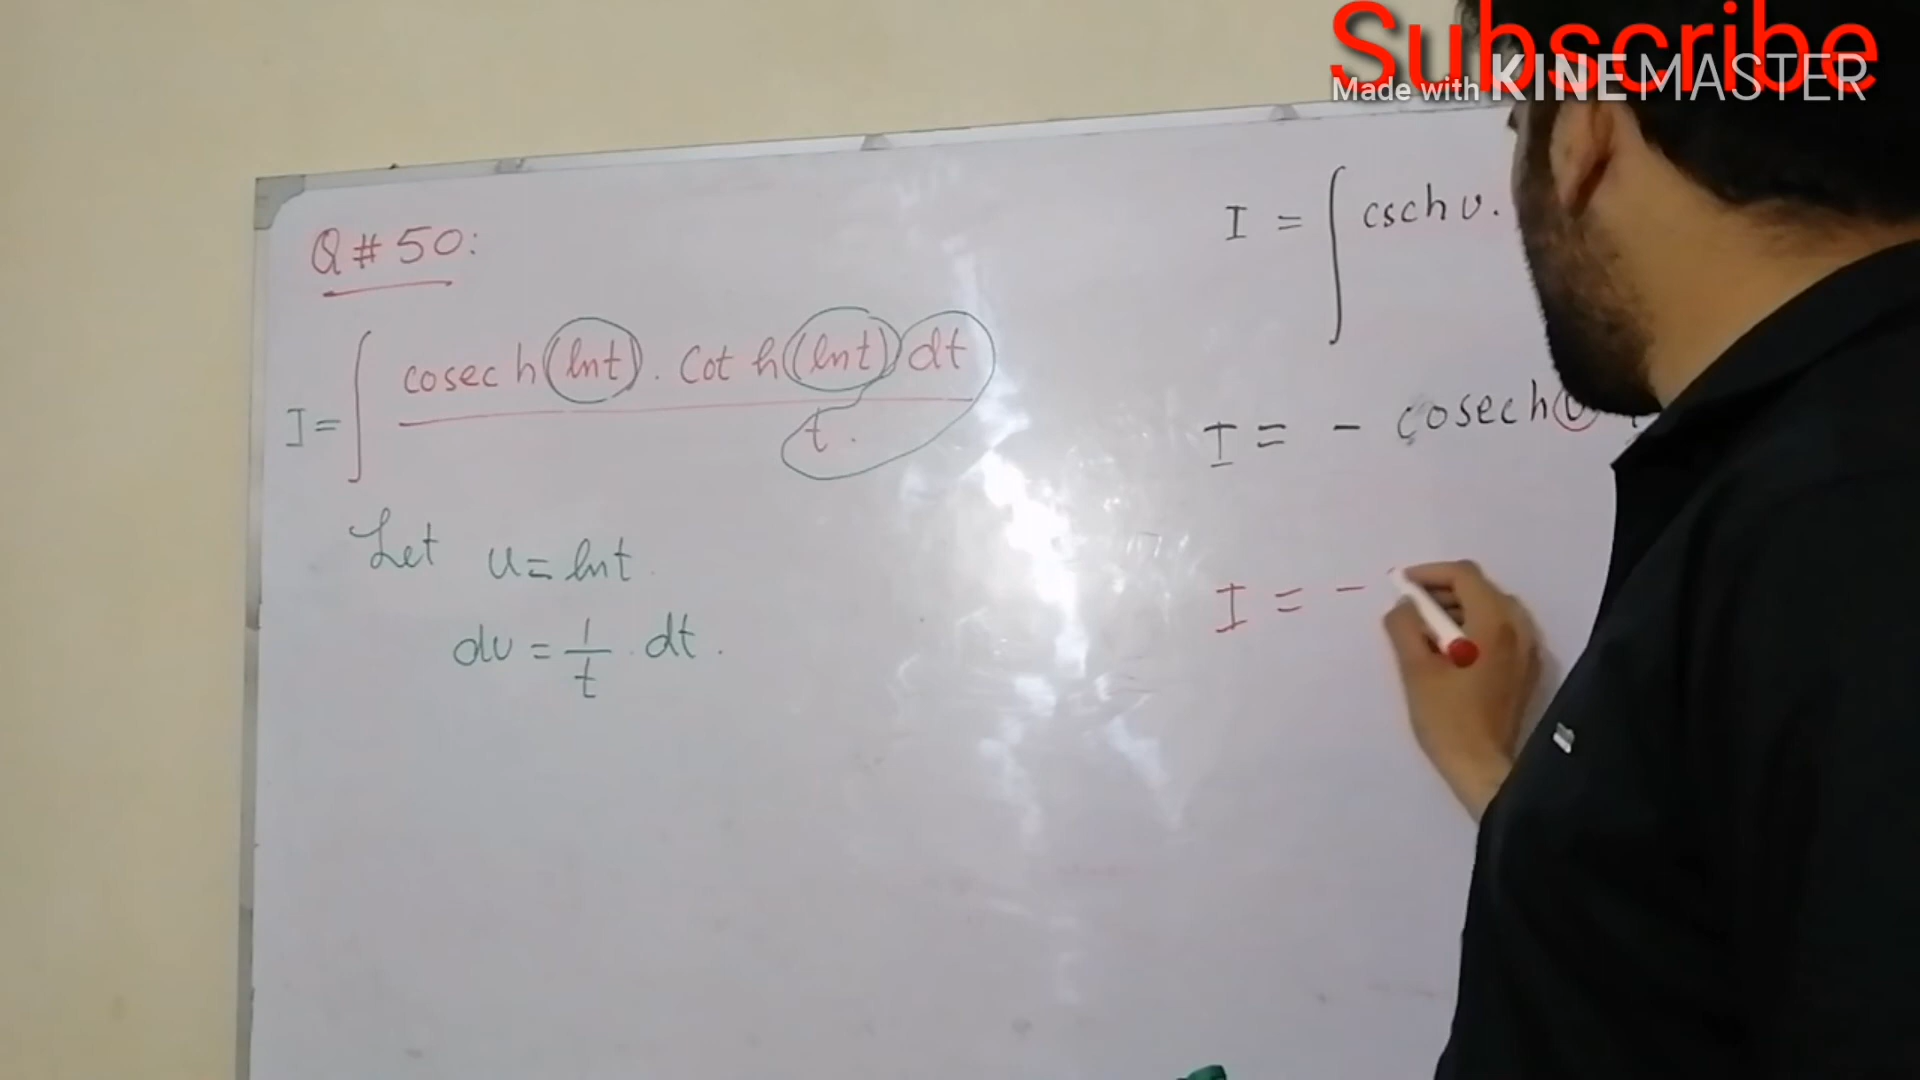 Subscribe
Made with KINEMASTER
Q # 50:
I = ∫ cosec h (lnt) . Cot h (lnt) dt
t .
Let u = lnt
du = 1/t . dt .
I = ∫ csch u .
I = - cosech u
I = -